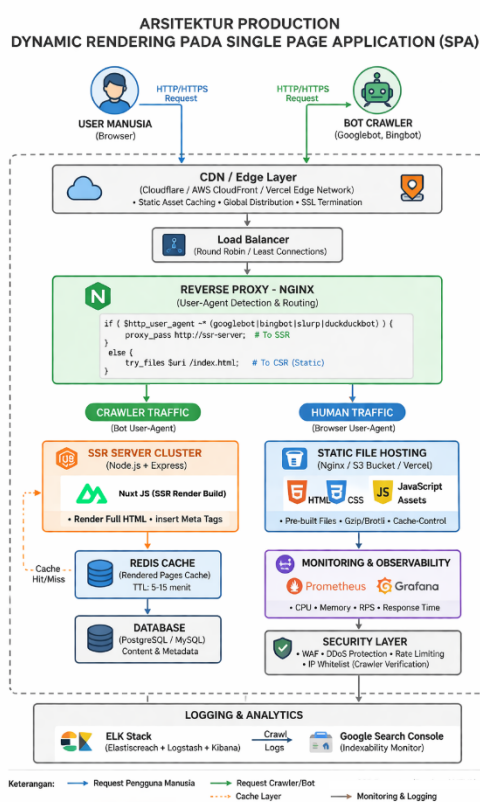 ARSITEKTUR PRODUCTION
DYNAMIC RENDERING PADA SINGLE PAGE APPLICATION (SPA)
HTTP/HTTPS
Request
HTTP/HTTPS
Request
USER MANUSIA
(Browser)
BOT CRAWLER
(Googlebot, Bingbot)
CDN / Edge Layer
(Cloudflare / AWS CloudFront / Vercel Edge Network)
• Static Asset Caching • Global Distribution • SSL Termination
Load Balancer
(Round Robin / Least Connections)
N
REVERSE PROXY - NGINX
(User-Agent Detection & Routing)
if ( $http_user_agent ~* (googlebot|bingbot|slurp|duckduckbot) ) {
proxy_pass http://ssr-server; # To SSR
}
else {
try_files $uri /index.html; # To CSR (Static)
}
CRAWLER TRAFFIC
(Bot User-Agent)
HUMAN TRAFFIC
(Browser User-Agent)
SSR SERVER CLUSTER
(Node.js + Express)
Nuxt JS (SSR Render Build)
• Render Full HTML • insert Meta Tags
STATIC FILE HOSTING
(Nginx / S3 Bucket / Vercel)
HTML
CSS
JS
JavaScript
Assets
• Pre-built Files • Gzip/Brotli • Cache-Control
Cache
Hit/Miss
REDIS CACHE
(Rendered Pages Cache)
TTL: 5-15 menit
DATABASE
(PostgreSQL / MySQL)
Content & Metadata
MONITORING & OBSERVABILITY
Prometheus
Grafana
• CPU • Memory • RPS • Response Time
SECURITY LAYER
• WAF • DDoS Protection • Rate Limiting
• IP Whitelist (Crawler Verification)
LOGGING & ANALYTICS
ELK Stack
(Elastiscreach + Logstash + Kibana)
Crawl
Logs
Google Search Console
(Indexability Monitor)
Keterangan:
Request Pengguna Manusia
Request Crawler/Bot
Cache Layer
Monitoring & Logging